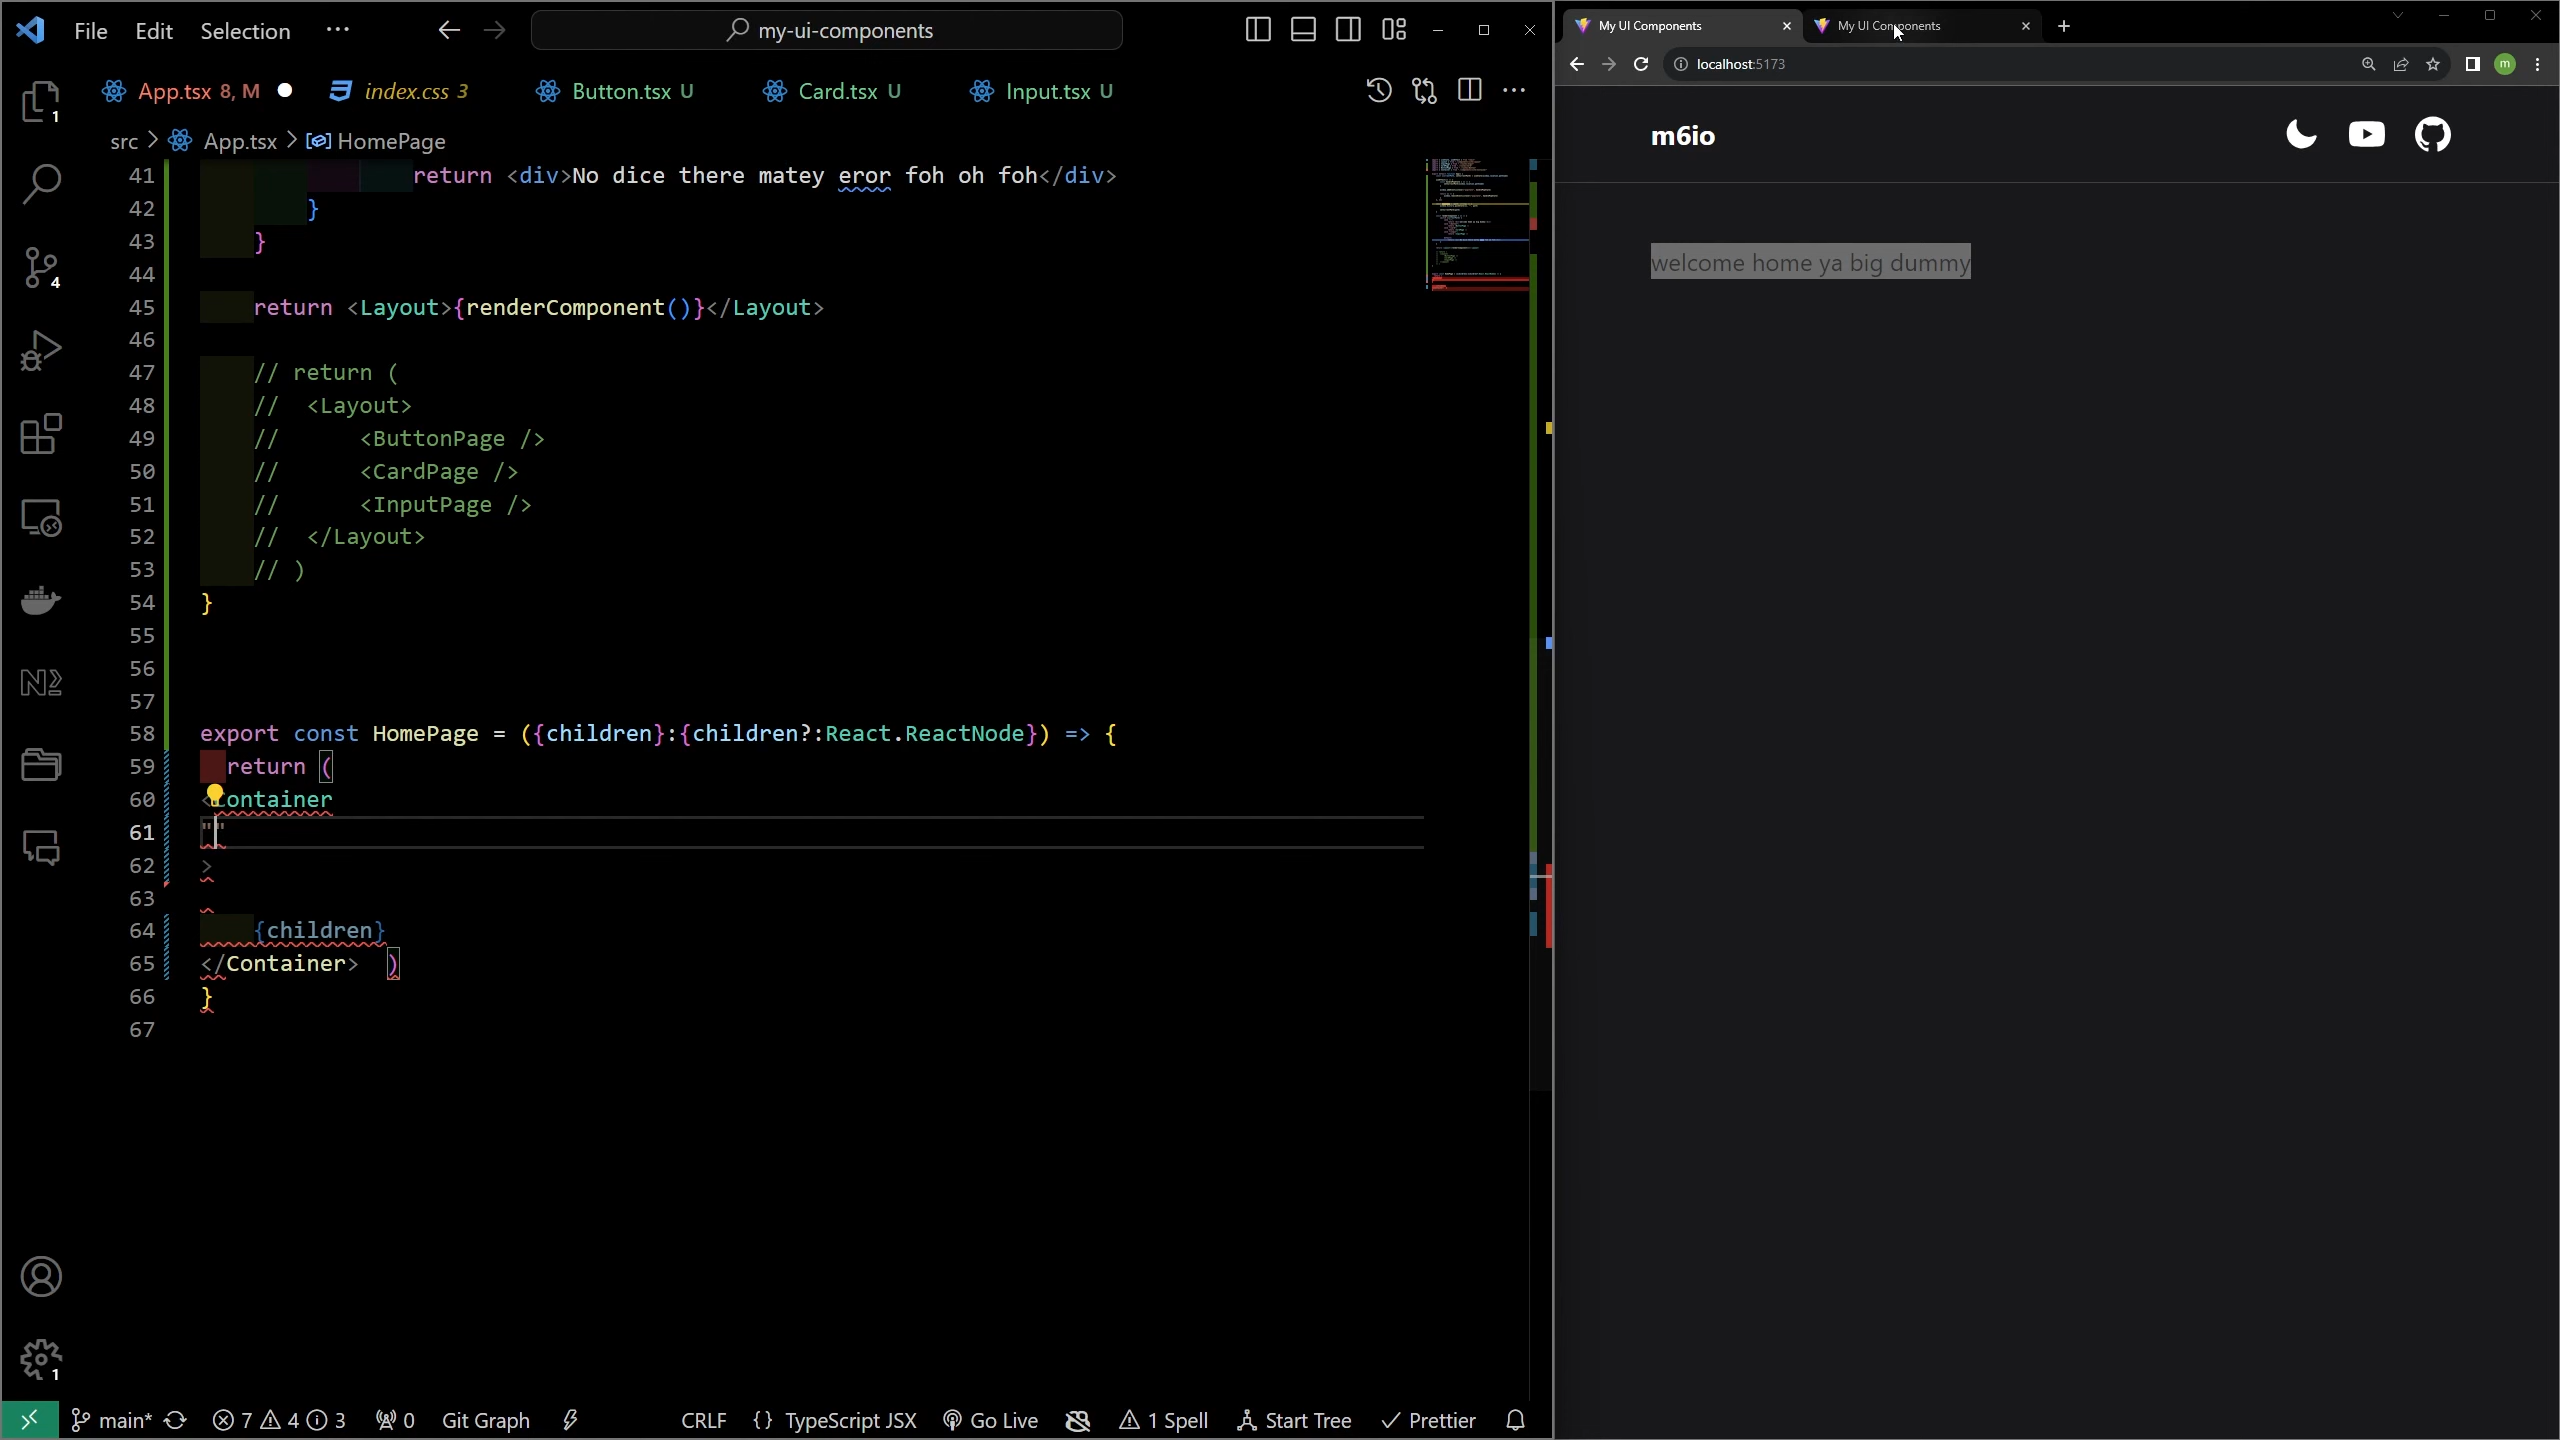 File Edit Selection ··· my-ui-components
App.tsx 8, M index.css 3 Button.tsx U Card.tsx U Input.tsx U
src > App.tsx > HomePage
41 return <div>No dice there matey eror foh oh foh</div>
42 }
43 }
44
45 return <Layout>{renderComponent()}</Layout>
46
47 // return (
48 // <Layout>
49 // <ButtonPage />
50 // <CardPage />
51 // <InputPage />
52 // </Layout>
53 // )
54 }
55
56
57
58 export const HomePage = ({children}:{children?:React.ReactNode}) => {
59 return (
60 <Container
61 ""
62 >
63
64 {children}
65 </Container> )
66 }
67
1
4
1
main* 7 4 3 0 Git Graph CRLF {} TypeScript JSX Go Live 1 Spell Start Tree Prettier
My UI Components My UI Components
localhost:5173 m
m6io
welcome home ya big dummy